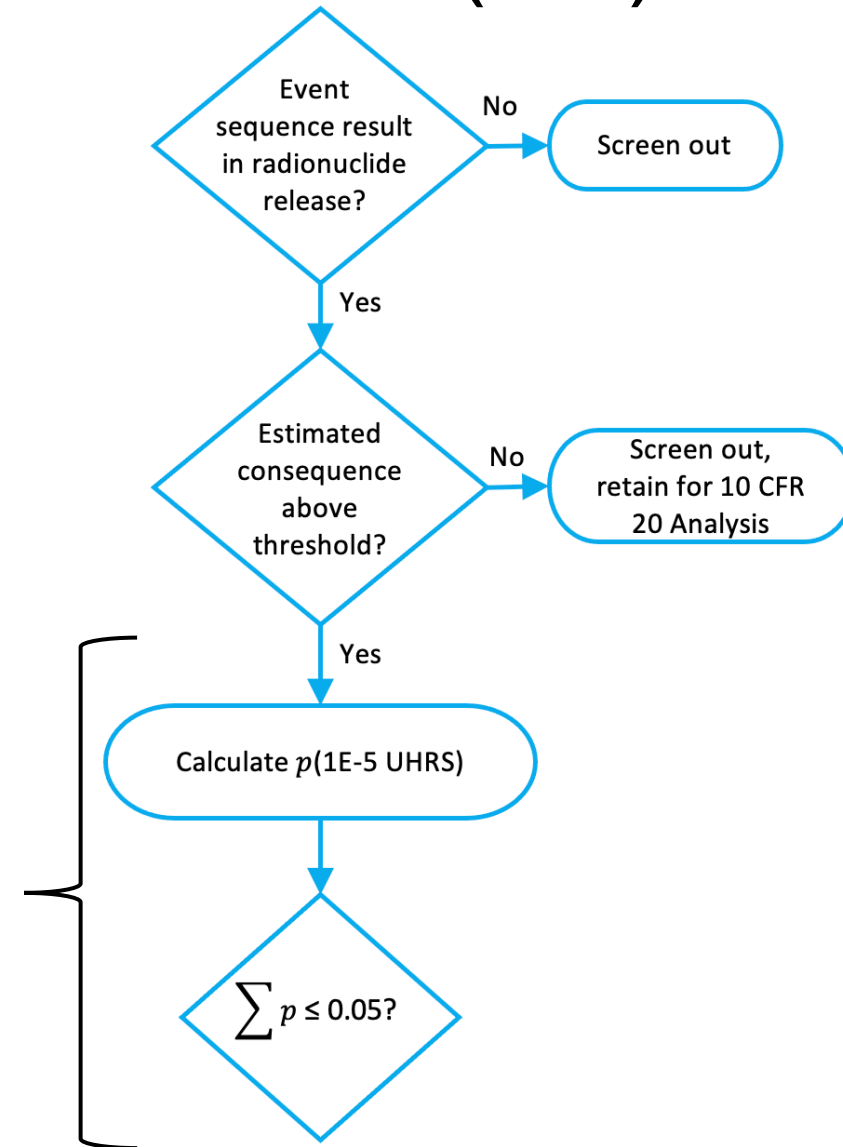 Event
sequence result
in radionuclide
release?
No
Screen out
Yes
Estimated
consequence
above
threshold?
No
Screen out,
retain for 10 CFR
20 Analysis
Yes
Calculate 𝑝(1E-5 UHRS)
∑ 𝑝 ≤ 0.05?